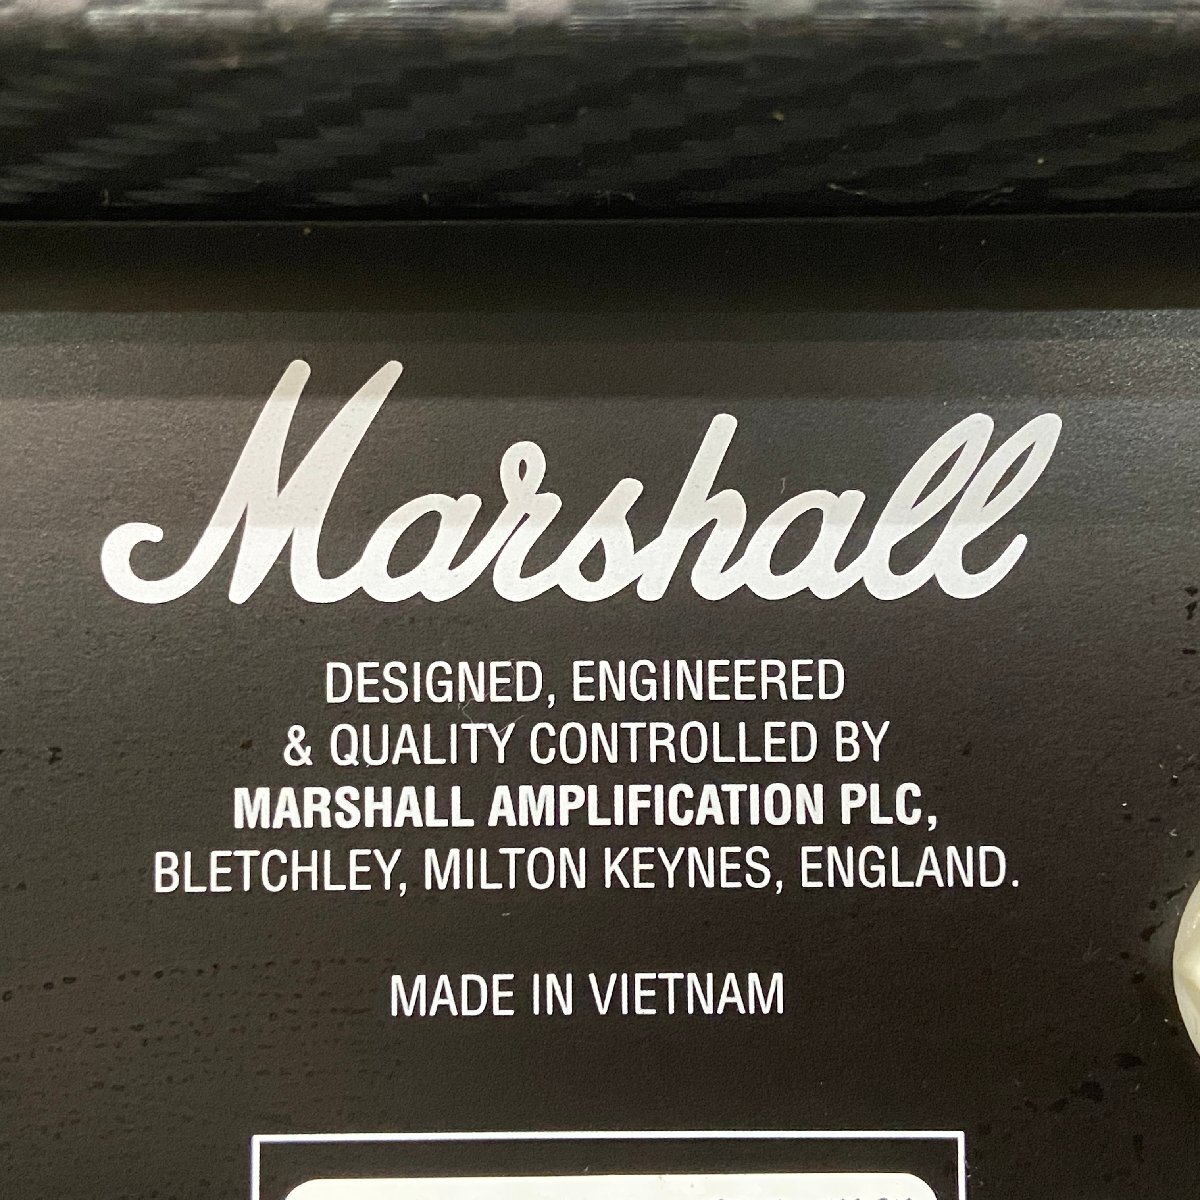 Marshall
DESIGNED, ENGINEERED
& QUALITY CONTROLLED BY
MARSHALL AMPLIFICATION PLC,
BLETCHLEY, MILTON KEYNES, ENGLAND.
MADE IN VIETNAM